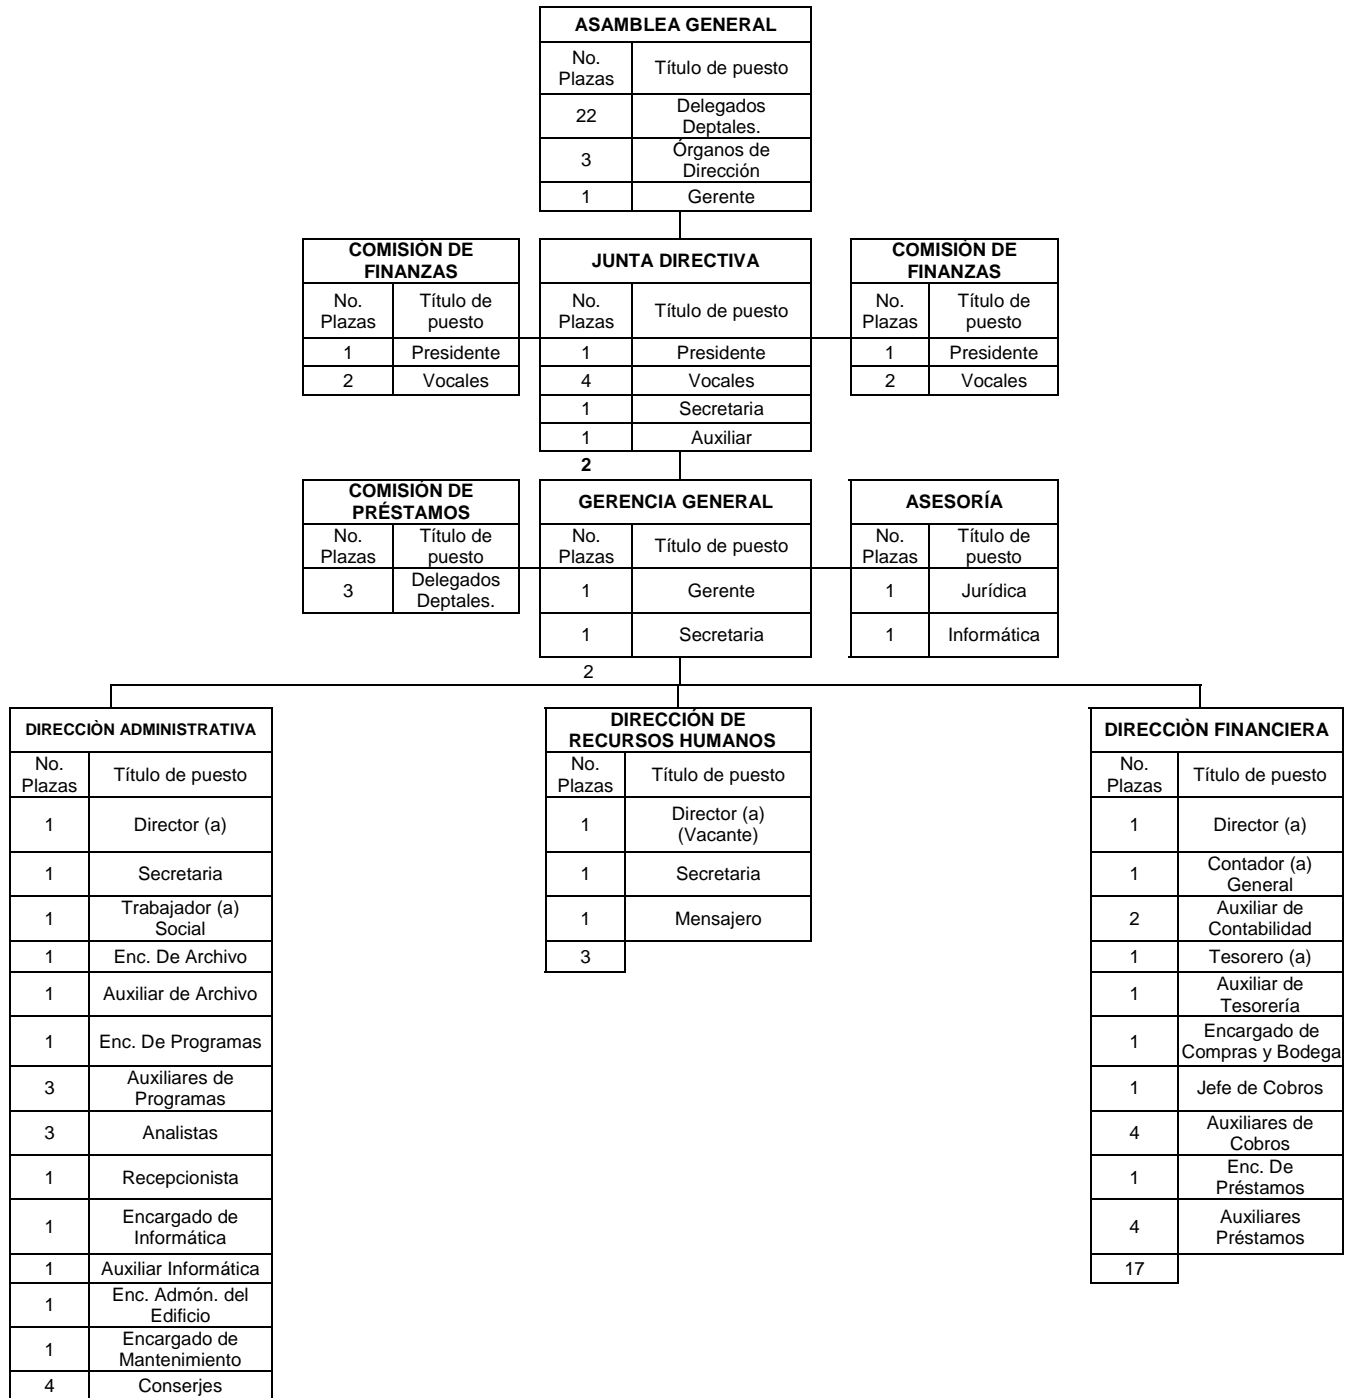 ASAMBLEA GENERAL
No.
Plazas
Título de puesto
22
Delegados
Deptales.
3
Órganos de
Dirección
1
Gerente
COMISIÓN DE
FINANZAS
No.
Plazas
Título de
puesto
1
Presidente
2
Vocales
JUNTA DIRECTIVA
No.
Plazas
Título de puesto
1
Presidente
4
Vocales
1
Secretaria
1
Auxiliar
2
COMISIÓN DE
FINANZAS
No.
Plazas
Título de
puesto
1
Presidente
2
Vocales
COMISIÓN DE
PRÉSTAMOS
No.
Plazas
Título de
puesto
3
Delegados
Deptales.
GERENCIA GENERAL
No.
Plazas
Título de puesto
1
Gerente
1
Secretaria
2
ASESORÍA
No.
Plazas
Título de
puesto
1
Jurídica
1
Informática
DIRECCIÒN ADMINISTRATIVA
No.
Plazas
Título de puesto
1
Director (a)
1
Secretaria
1
Trabajador (a)
Social
1
Enc. De Archivo
1
Auxiliar de Archivo
1
Enc. De Programas
3
Auxiliares de
Programas
3
Analistas
1
Recepcionista
1
Encargado de
Informática
1
Auxiliar Informática
1
Enc. Admón. del
Edificio
1
Encargado de
Mantenimiento
4
Conserjes
DIRECCIÓN DE
RECURSOS HUMANOS
No.
Plazas
Título de puesto
1
Director (a)
(Vacante)
1
Secretaria
1
Mensajero
3
DIRECCIÒN FINANCIERA
No.
Plazas
Título de puesto
1
Director (a)
1
Contador (a)
General
2
Auxiliar de
Contabilidad
1
Tesorero (a)
1
Auxiliar de
Tesorería
1
Encargado de
Compras y Bodega
1
Jefe de Cobros
4
Auxiliares de
Cobros
1
Enc. De
Préstamos
4
Auxiliares
Préstamos
17